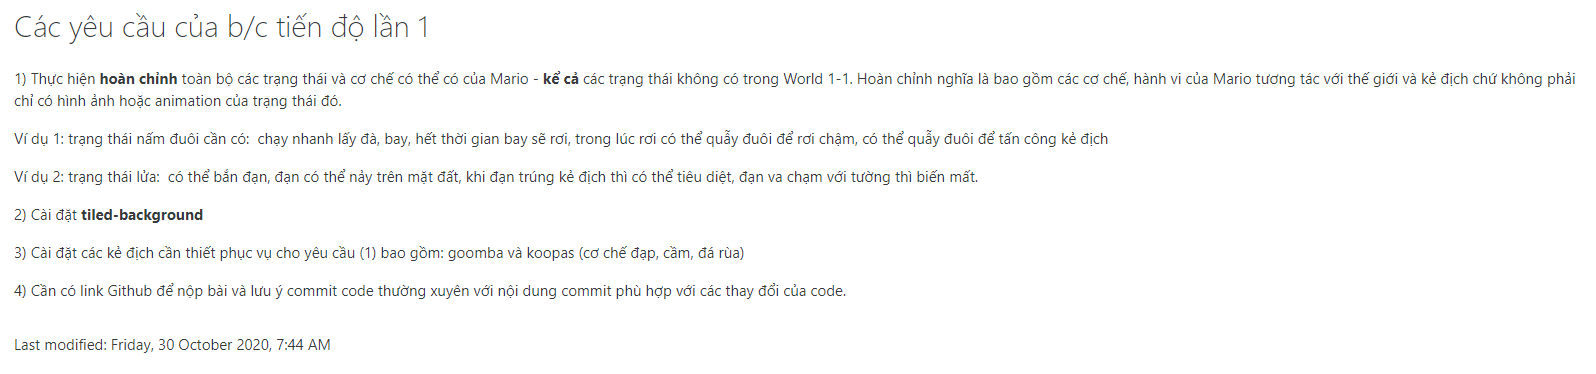 Các yêu cầu của b/c tiến độ lần 1
1) Thực hiện hoàn chỉnh toàn bộ các trạng thái và cơ chế có thể có của Mario - kể cả các trạng thái không có trong World 1-1. Hoàn chỉnh nghĩa là bao gồm các cơ chế, hành vi của Mario tương tác với thế giới và kẻ địch chứ không phải
chỉ có hình ảnh hoặc animation của trạng thái đó.
Ví dụ 1: trạng thái nấm đuôi cần có:  chạy nhanh lấy đà, bay, hết thời gian bay sẽ rơi, trong lúc rơi có thể quẫy đuôi để rơi chậm, có thể quẫy đuôi để tấn công kẻ địch
Ví dụ 2: trạng thái lửa:  có thể bắn đạn, đạn có thể nảy trên mặt đất, khi đạn trúng kẻ địch thì có thể tiêu diệt, đạn va chạm với tường thì biến mất.
2) Cài đặt tiled-background
3) Cài đặt các kẻ địch cần thiết phục vụ cho yêu cầu (1) bao gồm: goomba và koopas (cơ chế đạp, cầm, đá rùa)
4) Cần có link Github để nộp bài và lưu ý commit code thường xuyên với nội dung commit phù hợp với các thay đổi của code.
Last modified: Friday, 30 October 2020, 7:44 AM